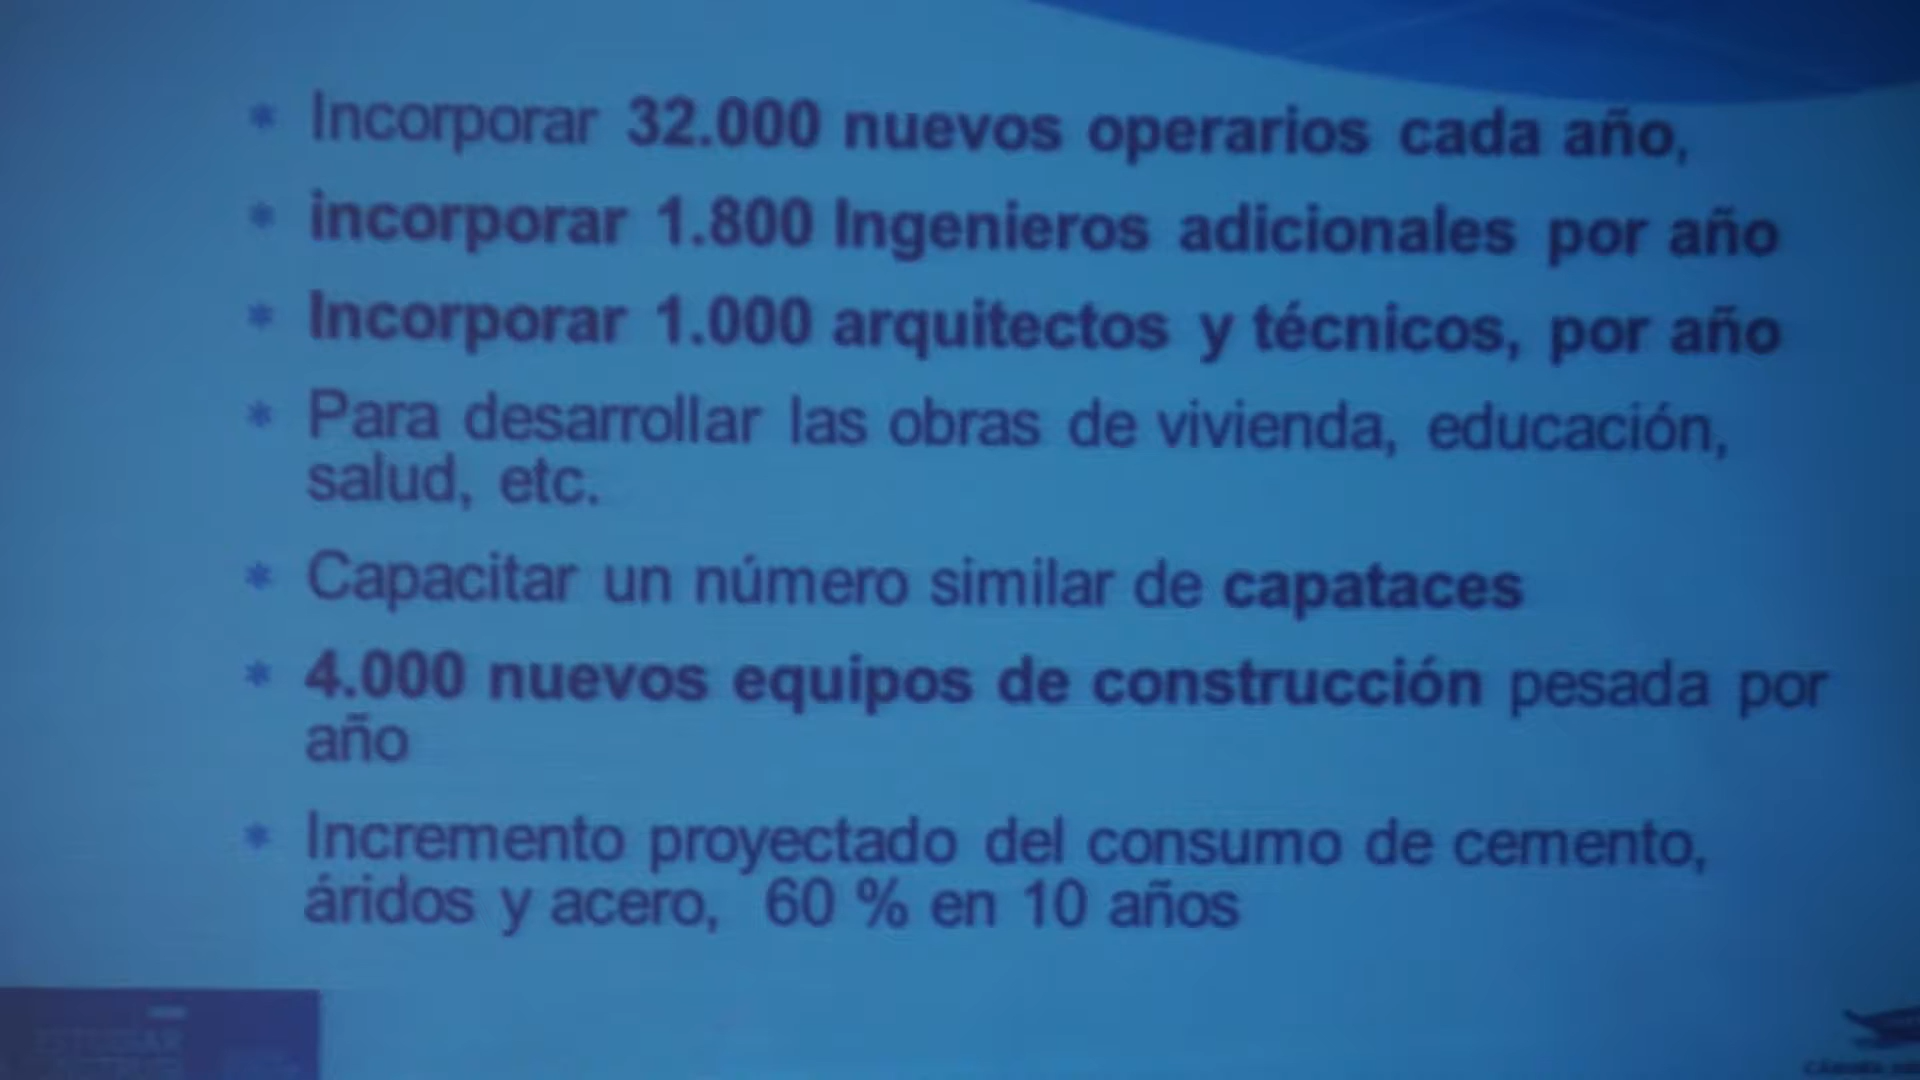 * Incorporar 32.000 nuevos operarios cada año,
* incorporar 1.800 Ingenieros adicionales por año
* Incorporar 1.000 arquitectos y técnicos, por año
* Para desarrollar las obras de vivienda, educación,
salud, etc.
* Capacitar un número similar de capataces
* 4.000 nuevos equipos de construcción pesada por
año
* Incremento proyectado del consumo de cemento,
áridos y acero, 60 % en 10 años